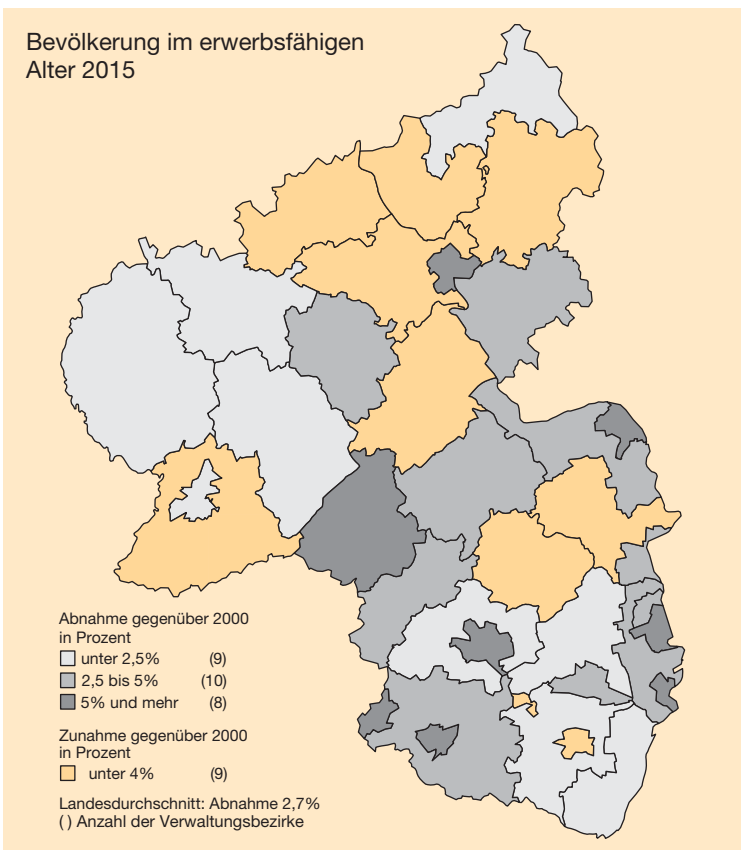 Bevölkerung im erwerbsfähigen
Alter 2015
Abnahme gegenüber 2000
in Prozent
unter 2,5% (9)
2,5 bis 5% (10)
5% und mehr (8)
Zunahme gegenüber 2000
in Prozent
unter 4% (9)
Landesdurchschnitt: Abnahme 2,7%
( ) Anzahl der Verwaltungsbezirke